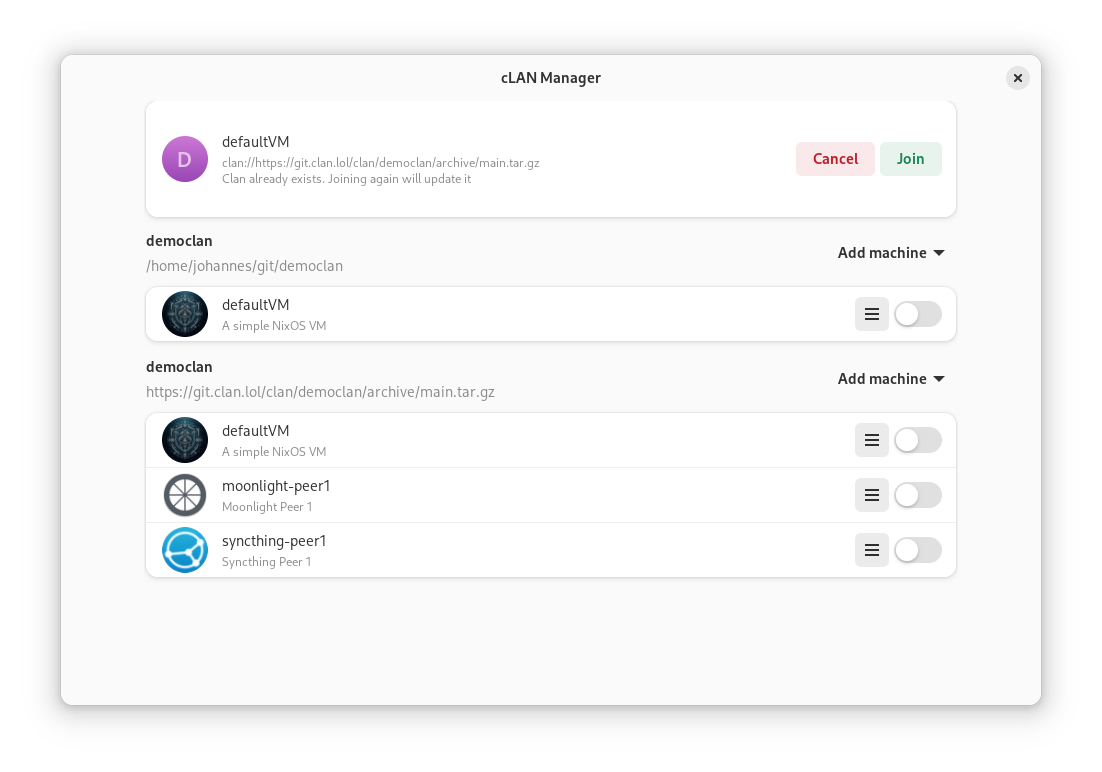 cLAN Manager
D
defaultVM
clan://https://git.clan.lol/clan/democlan/archive/main.tar.gz
Clan already exists. Joining again will update it
Cancel
Join
democlan
/home/johannes/git/democlan
Add machine
defaultVM
A simple NixOS VM
democlan
https://git.clan.lol/clan/democlan/archive/main.tar.gz
Add machine
defaultVM
A simple NixOS VM
moonlight-peer1
Moonlight Peer 1
syncthing-peer1
Syncthing Peer 1